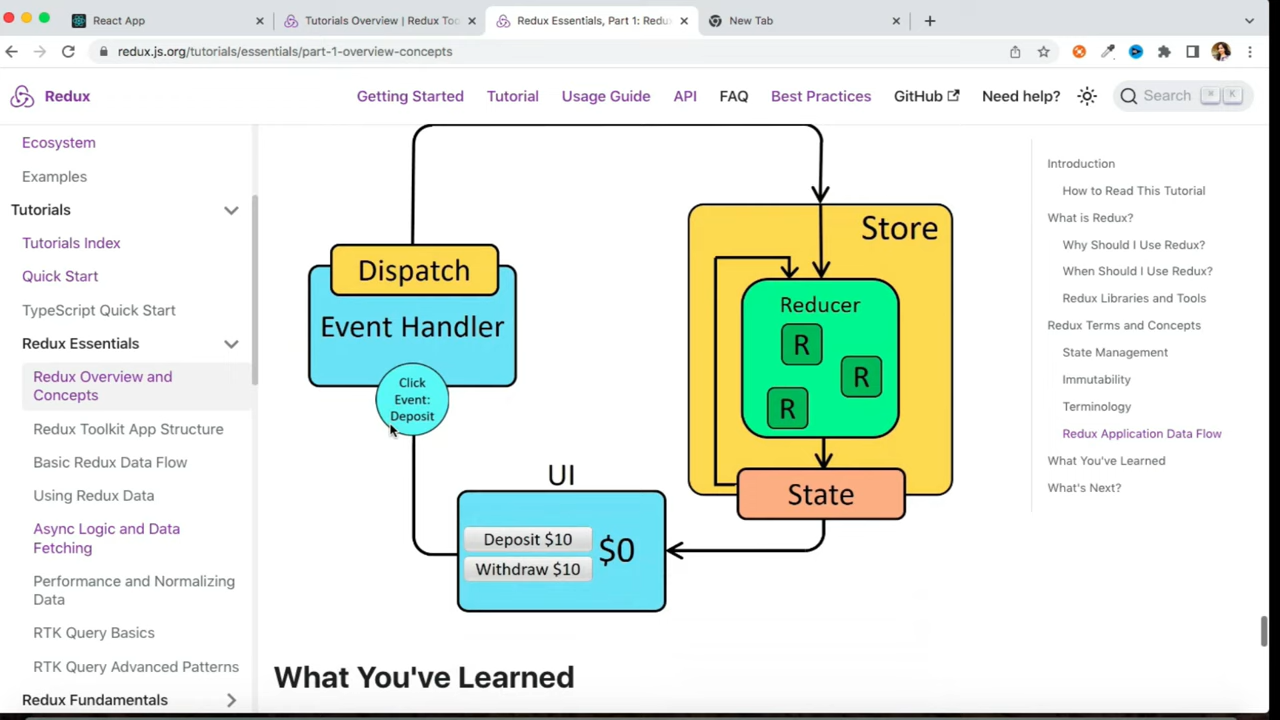 React App
Tutorials Overview | Redux Too
Redux Essentials, Part 1: Redu
New Tab
redux.js.org/tutorials/essentials/part-1-overview-concepts
Redux
Getting Started
Tutorial
Usage Guide
API
FAQ
Best Practices
GitHub
Need help?
Search
K
Ecosystem
Examples
Tutorials
Tutorials Index
Quick Start
TypeScript Quick Start
Redux Essentials
Redux Overview and
Concepts
Redux Toolkit App Structure
Basic Redux Data Flow
Using Redux Data
Async Logic and Data
Fetching
Performance and Normalizing
Data
RTK Query Basics
RTK Query Advanced Patterns
Redux Fundamentals
Dispatch
Event Handler
Click
Event:
Deposit
UI
Deposit $10
Withdraw $10
$0
Store
Reducer
R
R
R
State
What You've Learned
Introduction
How to Read This Tutorial
What is Redux?
Why Should I Use Redux?
When Should I Use Redux?
Redux Libraries and Tools
Redux Terms and Concepts
State Management
Immutability
Terminology
Redux Application Data Flow
What You've Learned
What's Next?